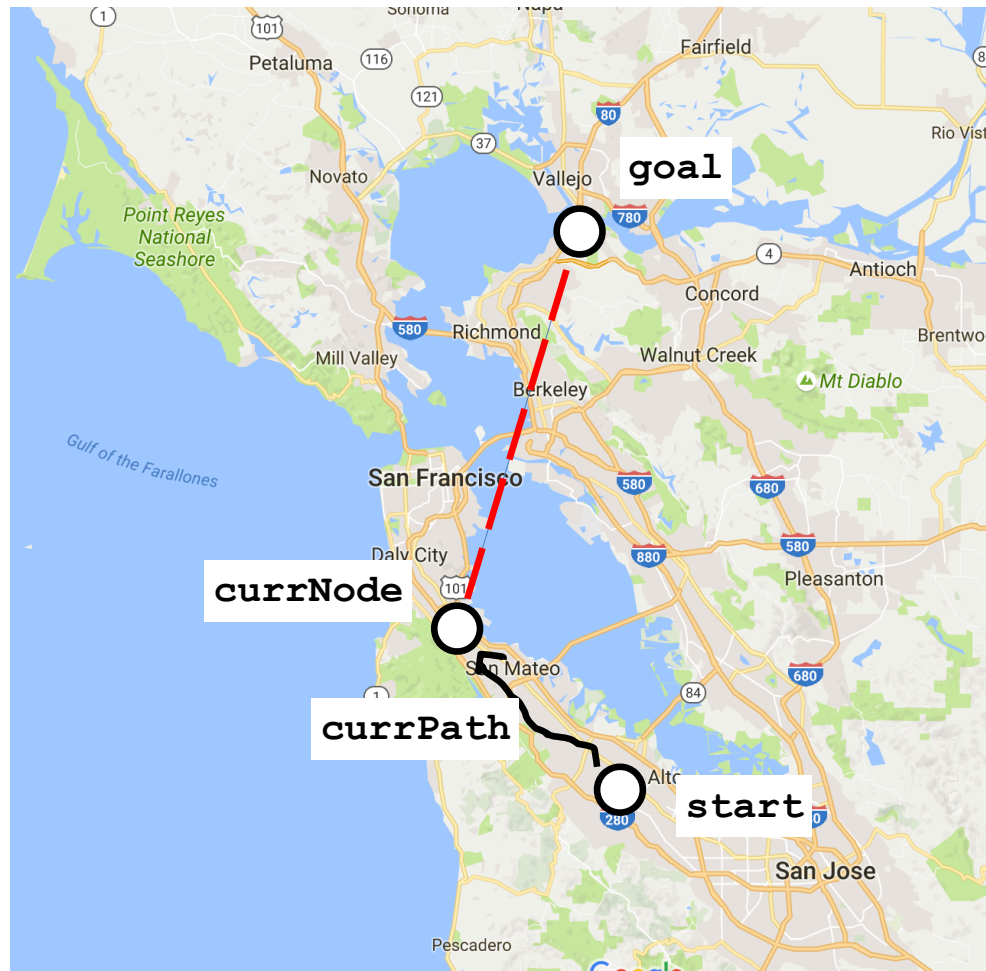 1
Sonoma
Napa
101
Petaluma
116
Fairfield
121
80
37
Rio Vist
Novato
Vallejo
goal
Point Reyes
National
Seashore
780
4
Antioch
Concord
580
Richmond
Brentwoo
Mill Valley
Walnut Creek
Berkeley
Mt Diablo
Gulf of the Farallones
San Francisco
580
680
Daly City
880
580
Pleasanton
currNode
101
San Mateo
680
1
84
currPath
Alto
start
280
San Jose
Pescadero
Google